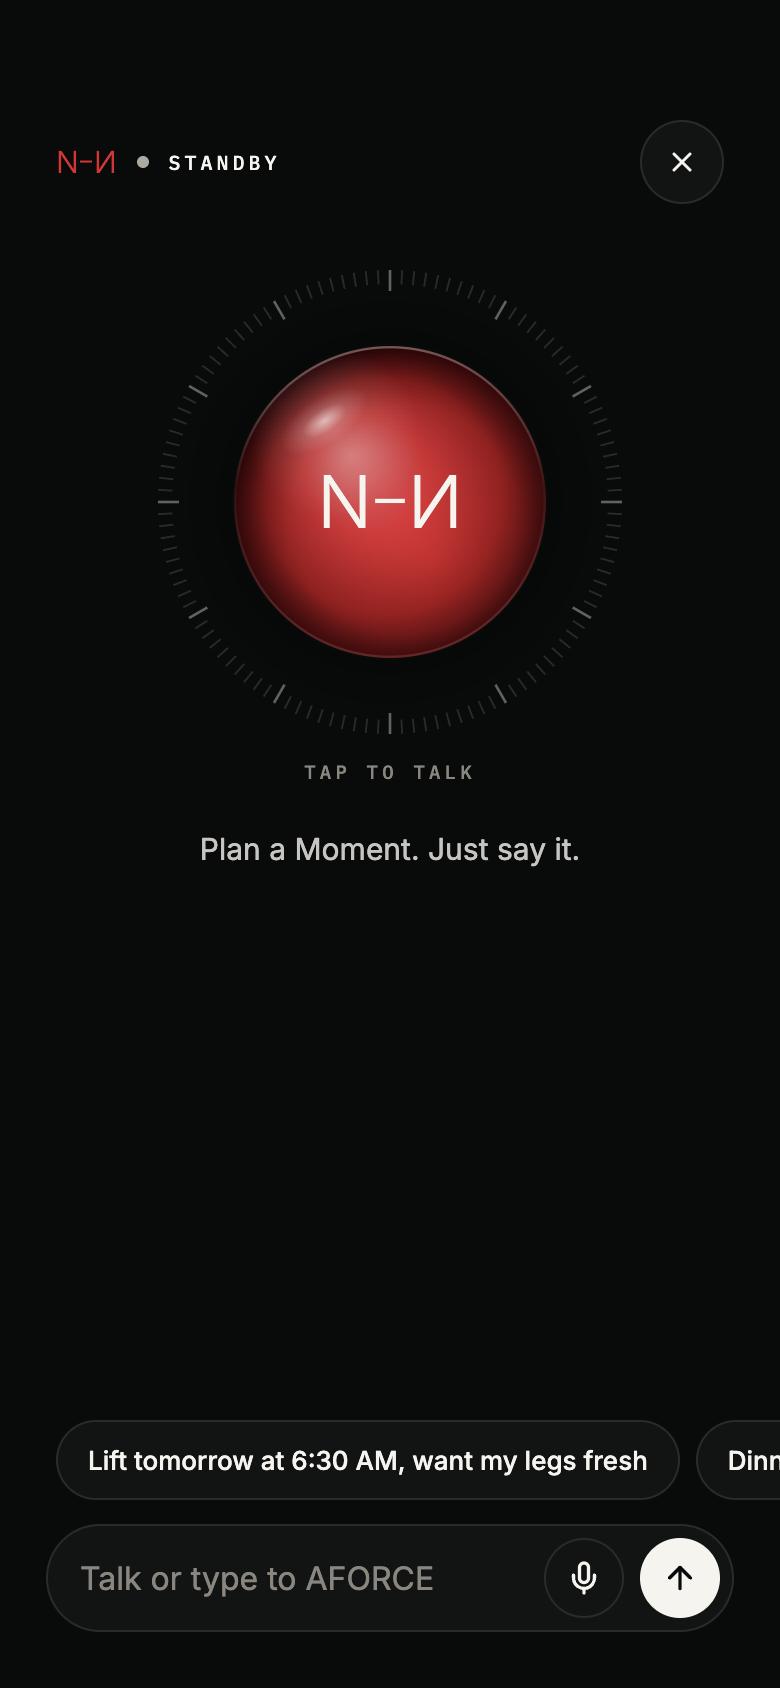 N–И STANDBY
N–И
TAP TO TALK
Plan a Moment. Just say it.
Lift tomorrow at 6:30 AM, want my legs fresh
Talk or type to AFORCE